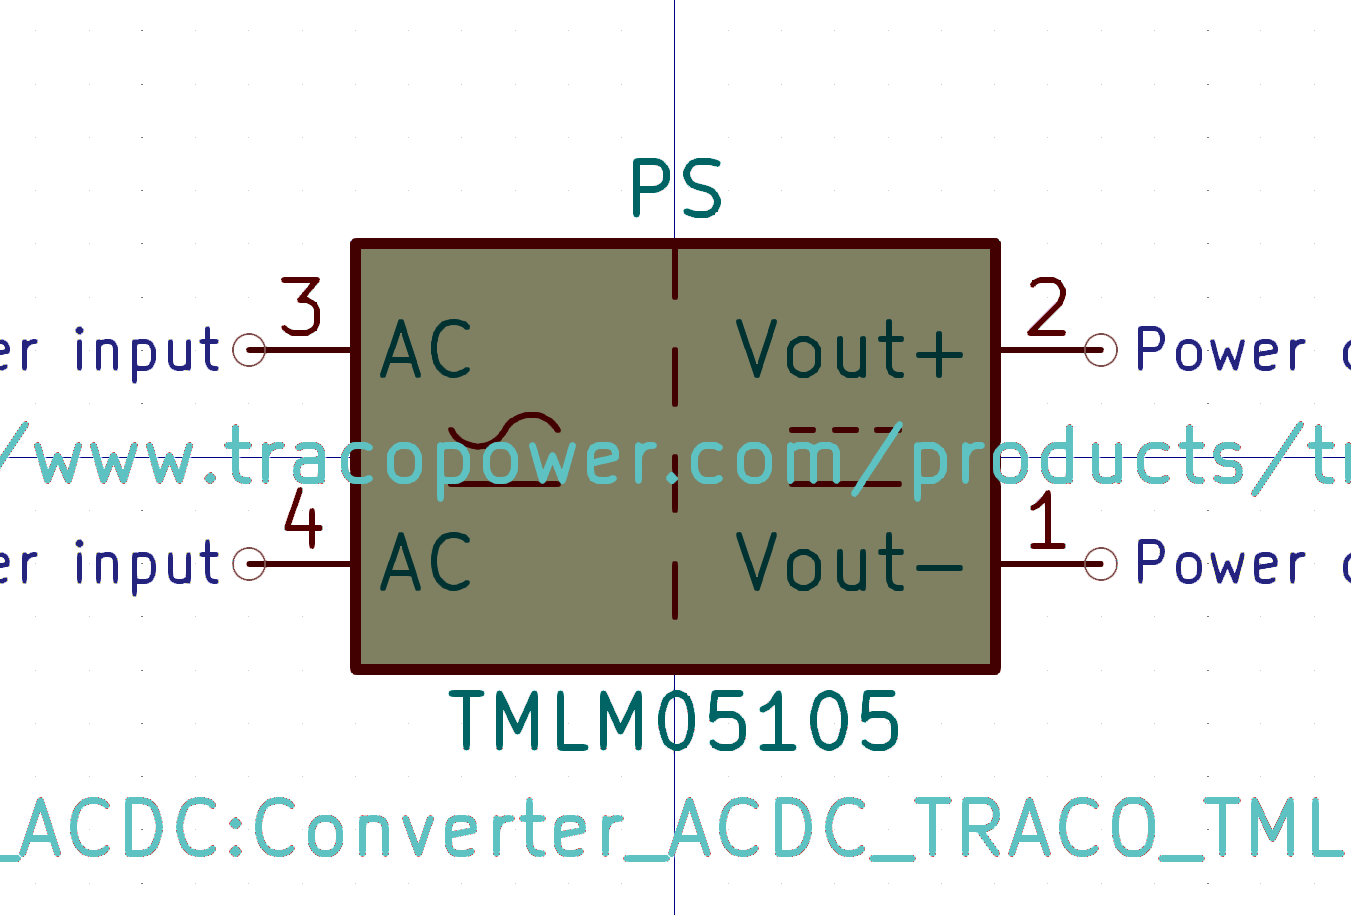 PS
3 2
er input AC Vout+ Power
/www.tracopower.com/products/tr
4 1
er input AC Vout- Power
TMLM05105
_ACDC:Converter_ACDC_TRACO_TML